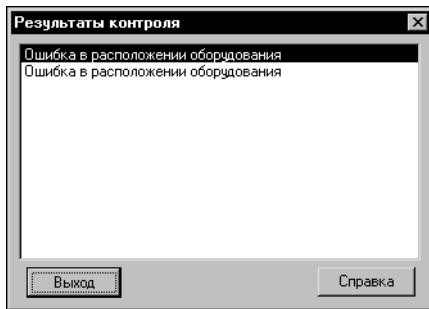 Результаты контроля
Ошибка в расположении оборудования
Ошибка в расположении оборудования
Выход
Справка